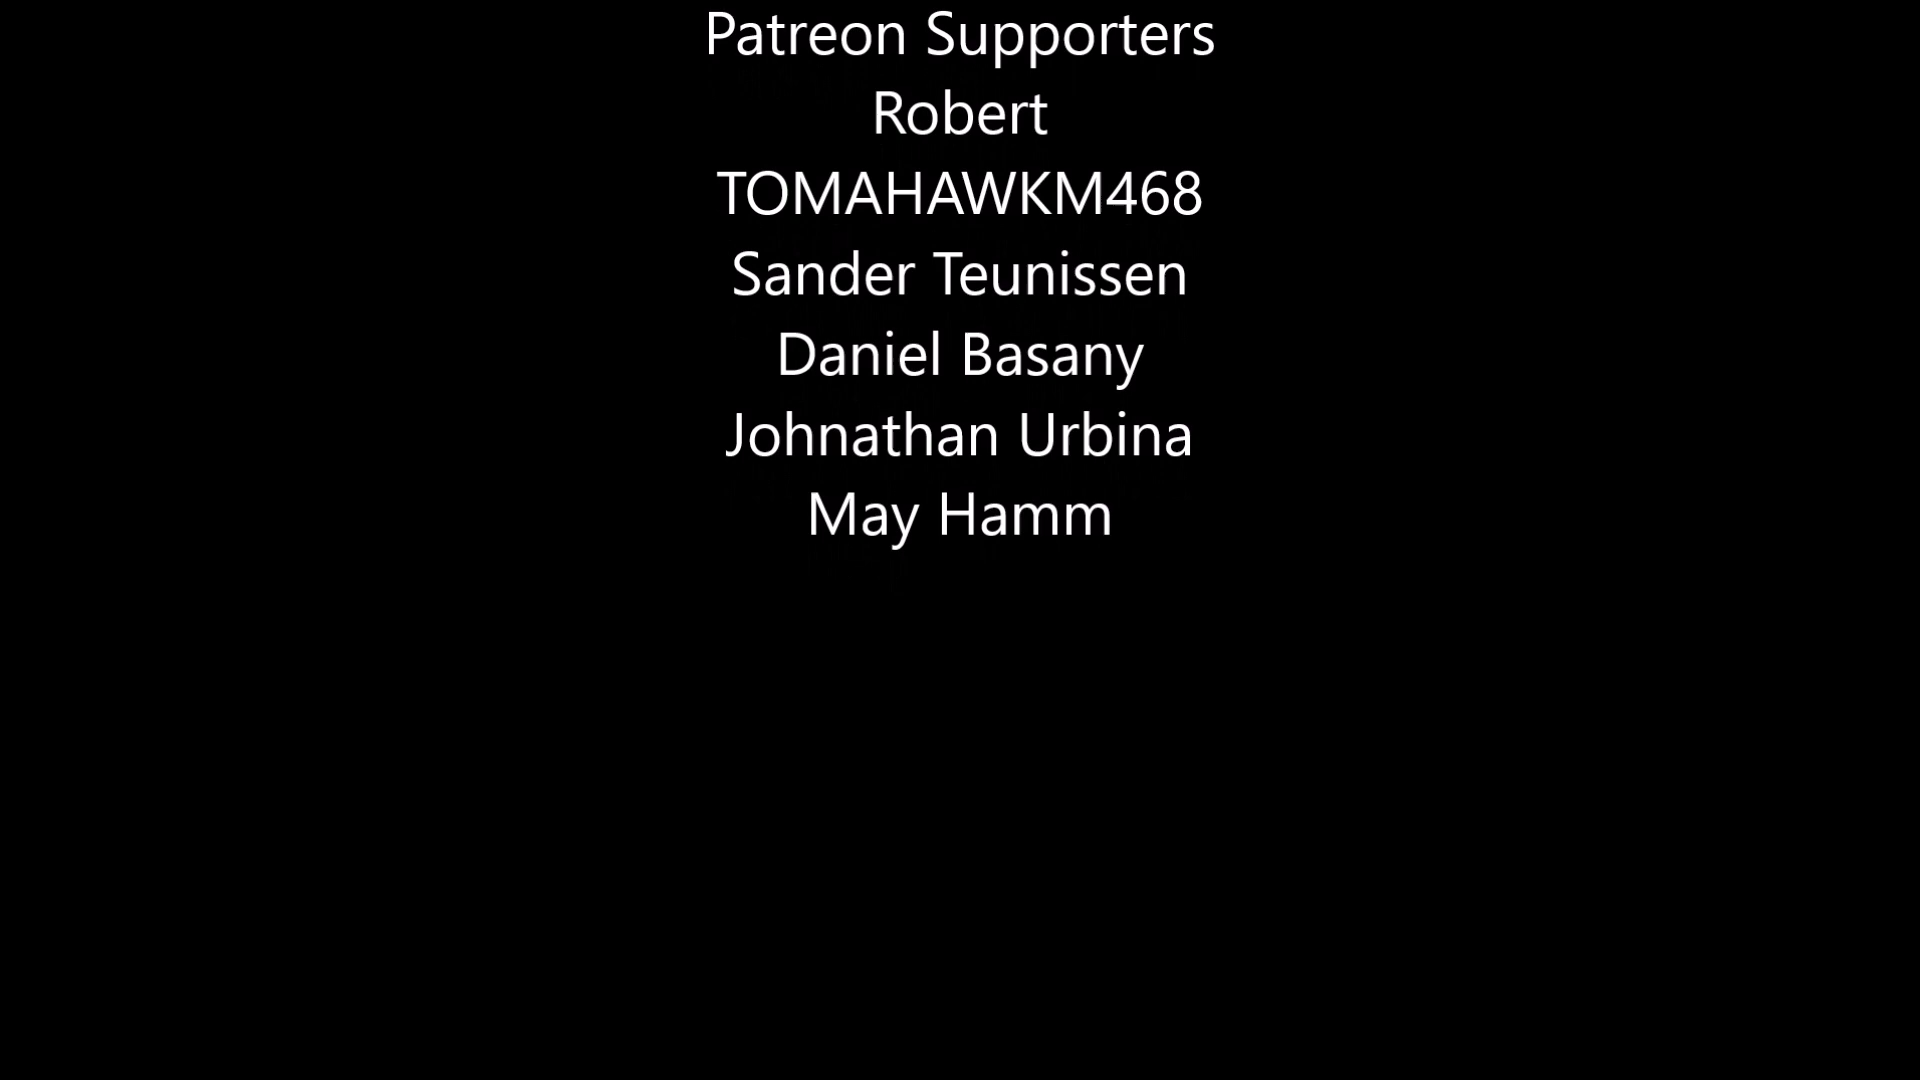 Patreon Supporters
Robert
TOMAHAWKM468
Sander Teunissen
Daniel Basany
Johnathan Urbina
May Hamm